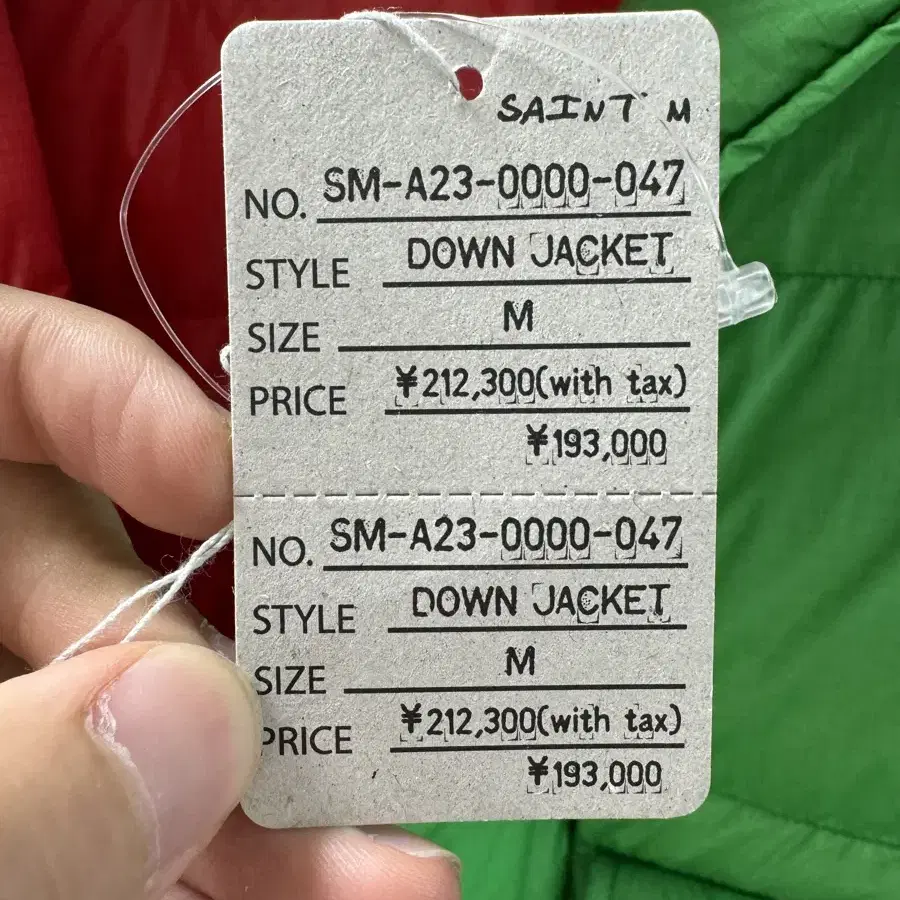 SAINT M
NO. SM-A23-0000-047
STYLE DOWN JACKET
SIZE M
PRICE ¥212,300(with tax)
¥193,000
NO. SM-A23-0000-047
STYLE DOWN JACKET
SIZE M
PRICE ¥212,300(with tax)
¥193,000